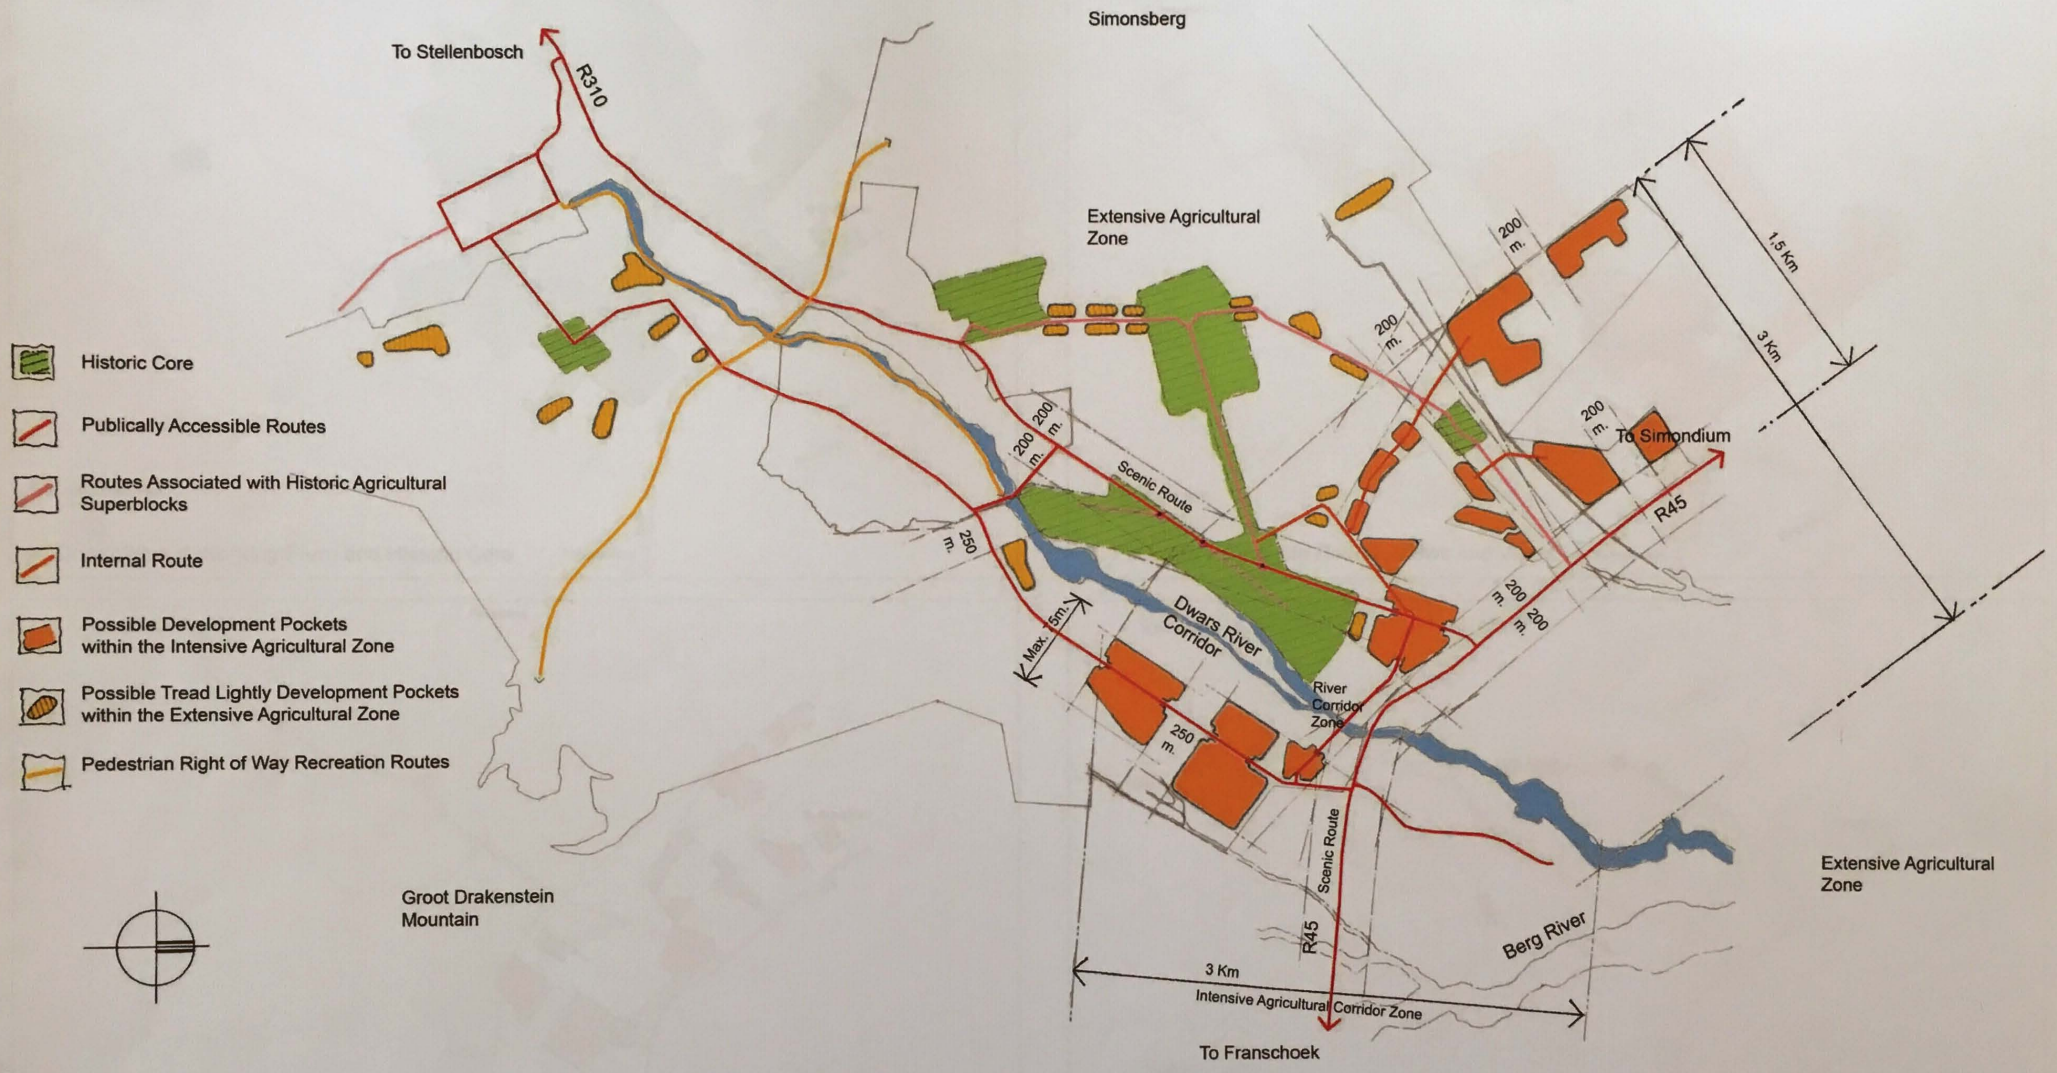 Simonsberg
To Stellenbosch
R310
Extensive Agricultural
Zone
200
m.
1,5 Km
3 Km
200
m.
200
m.
To Simondium
R45
Historic Core
Publically Accessible Routes
Routes Associated with Historic Agricultural
Superblocks
Internal Route
Possible Development Pockets
within the Intensive Agricultural Zone
Possible Tread Lightly Development Pockets
within the Extensive Agricultural Zone
Pedestrian Right of Way Recreation Routes
200
m.
200
m.
Scenic Route
250
m.
Max. 75m.
Dwars River
Corridor
200
m.
200
m.
River
Corridor
Zone
250
m.
Scenic Route
R45
Extensive Agricultural
Zone
Groot Drakenstein
Mountain
Berg River
3 Km
Intensive Agricultural Corridor Zone
To Franschoek